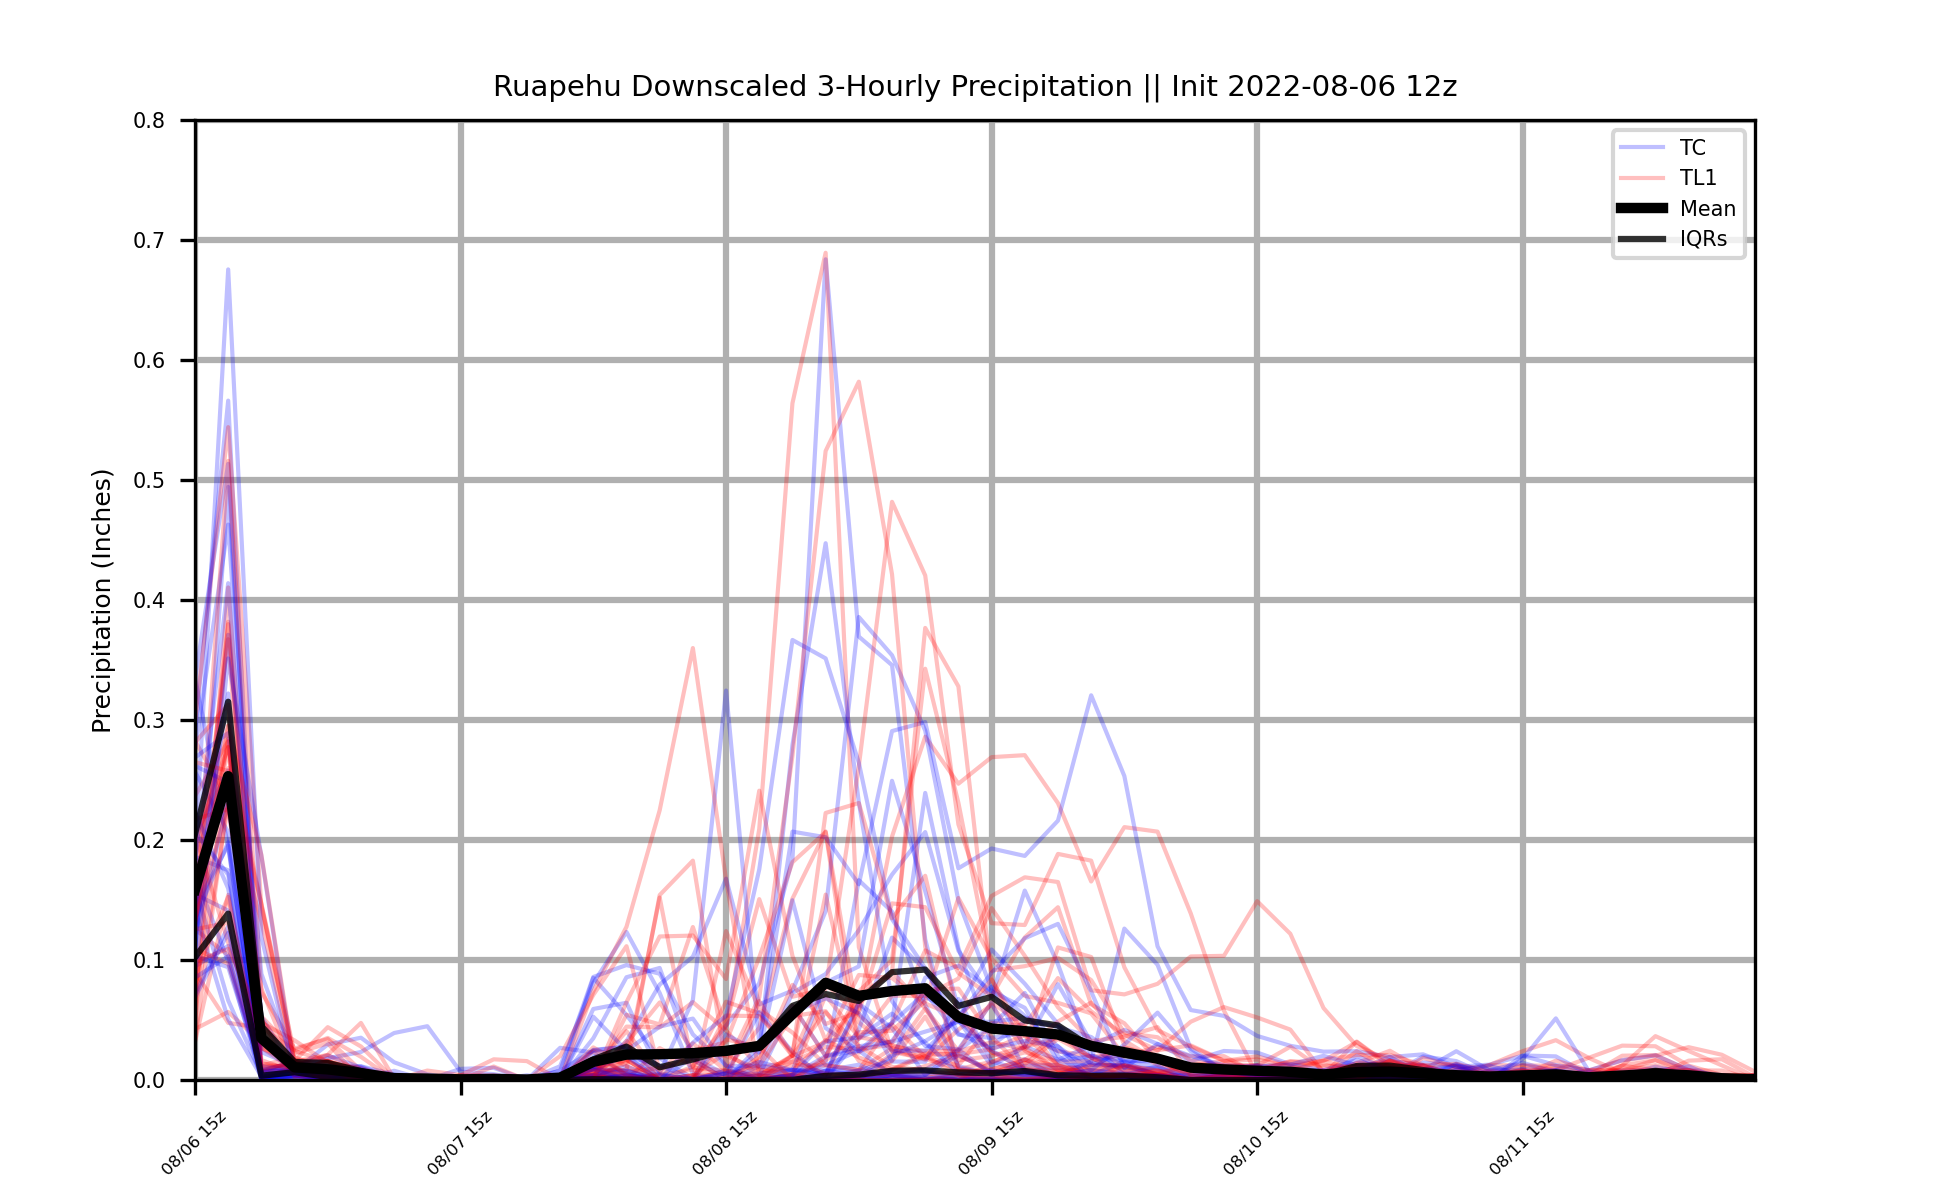 Ruapehu Downscaled 3-Hourly Precipitation || Init 2022-08-06 12z
0.8
0.7
0.6
0.5
0.4
0.3
0.2
0.1
0.0
Precipitation (Inches)
TC
TL1
Mean
IQRs
08/06 15z
08/07 15z
08/08 15z
08/09 15z
08/10 15z
08/11 15z